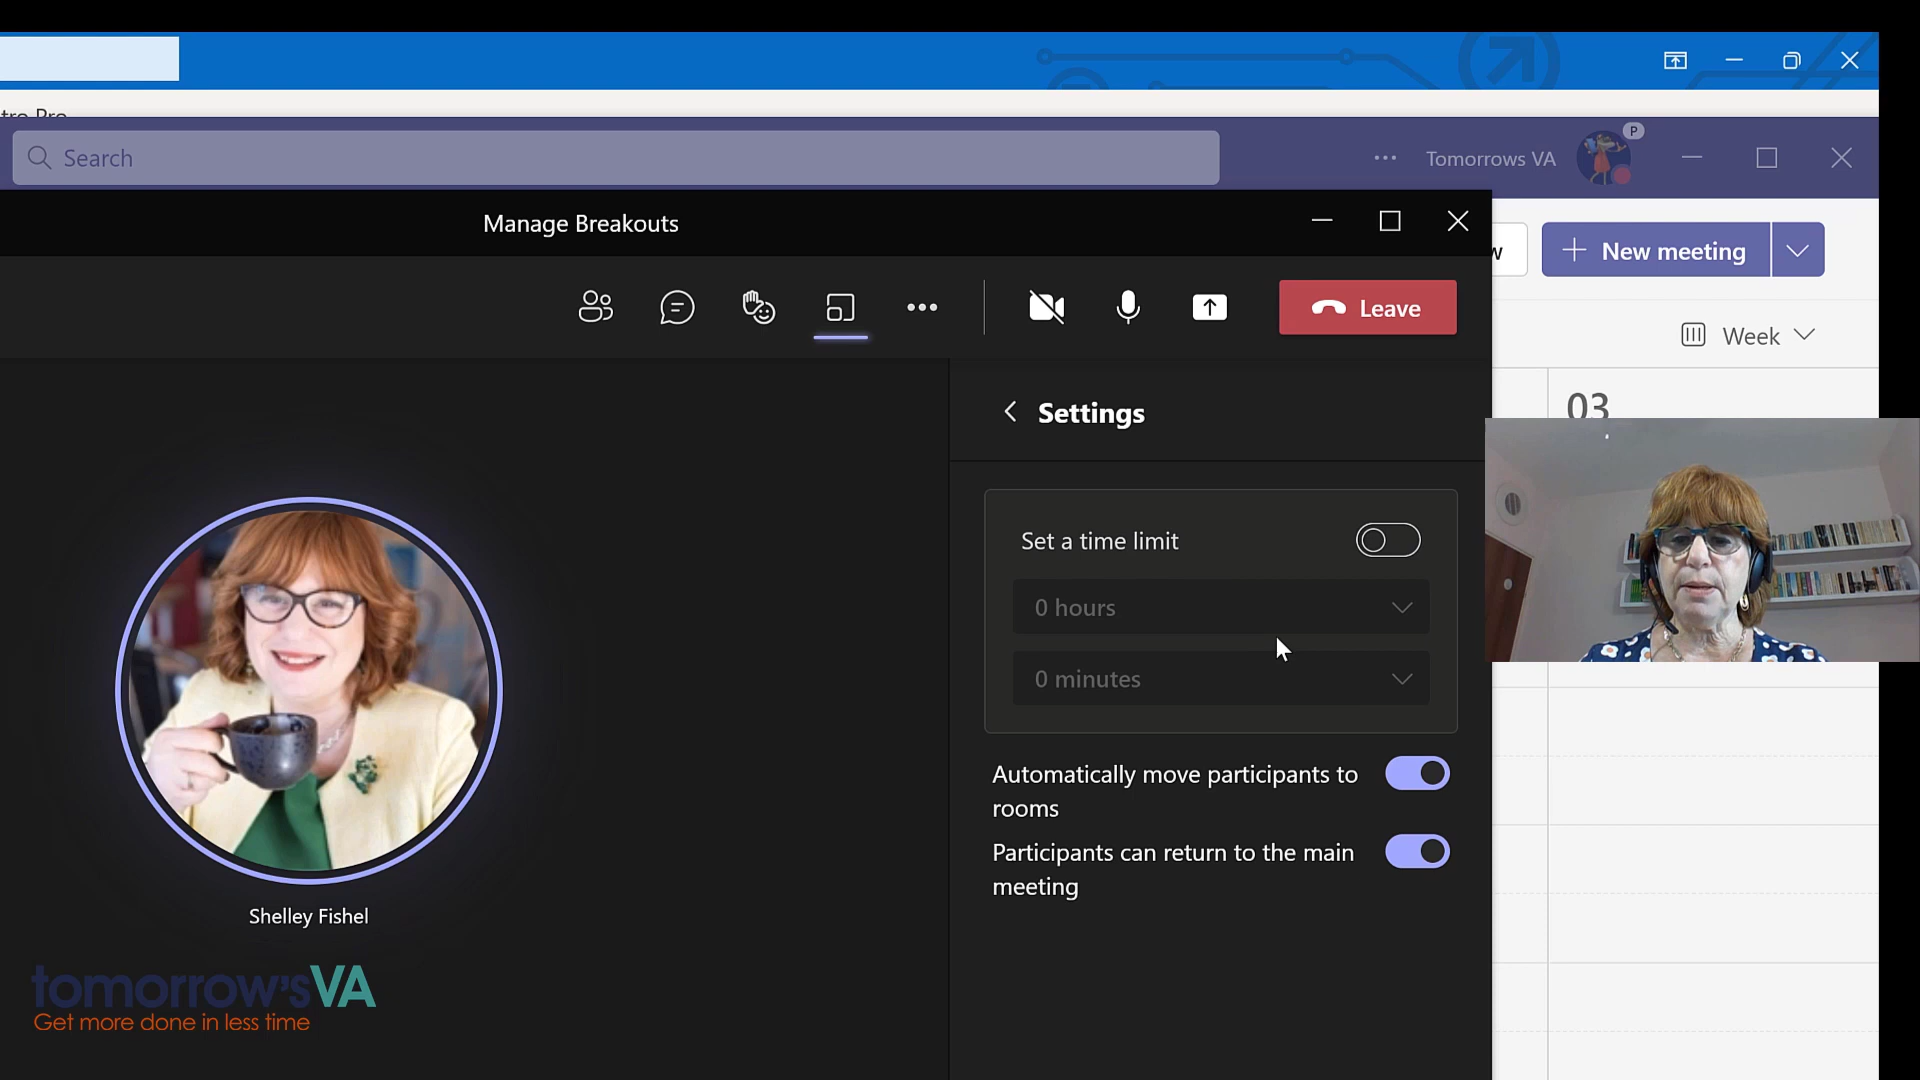 Search
Tomorrows VA
P
Manage Breakouts
New meeting
Leave
Week
Settings
03
Set a time limit
0 hours
0 minutes
Automatically move participants to
rooms
Participants can return to the main
meeting
Shelley Fishel
tomorrow'sVA
Get more done in less time